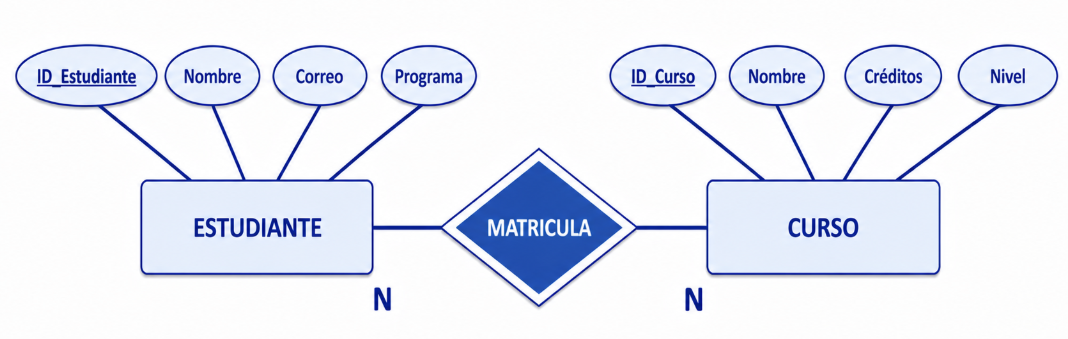 ID_Estudiante
Nombre
Correo
Programa
ID_Curso
Nombre
Créditos
Nivel
ESTUDIANTE
MATRICULA
CURSO
N
N